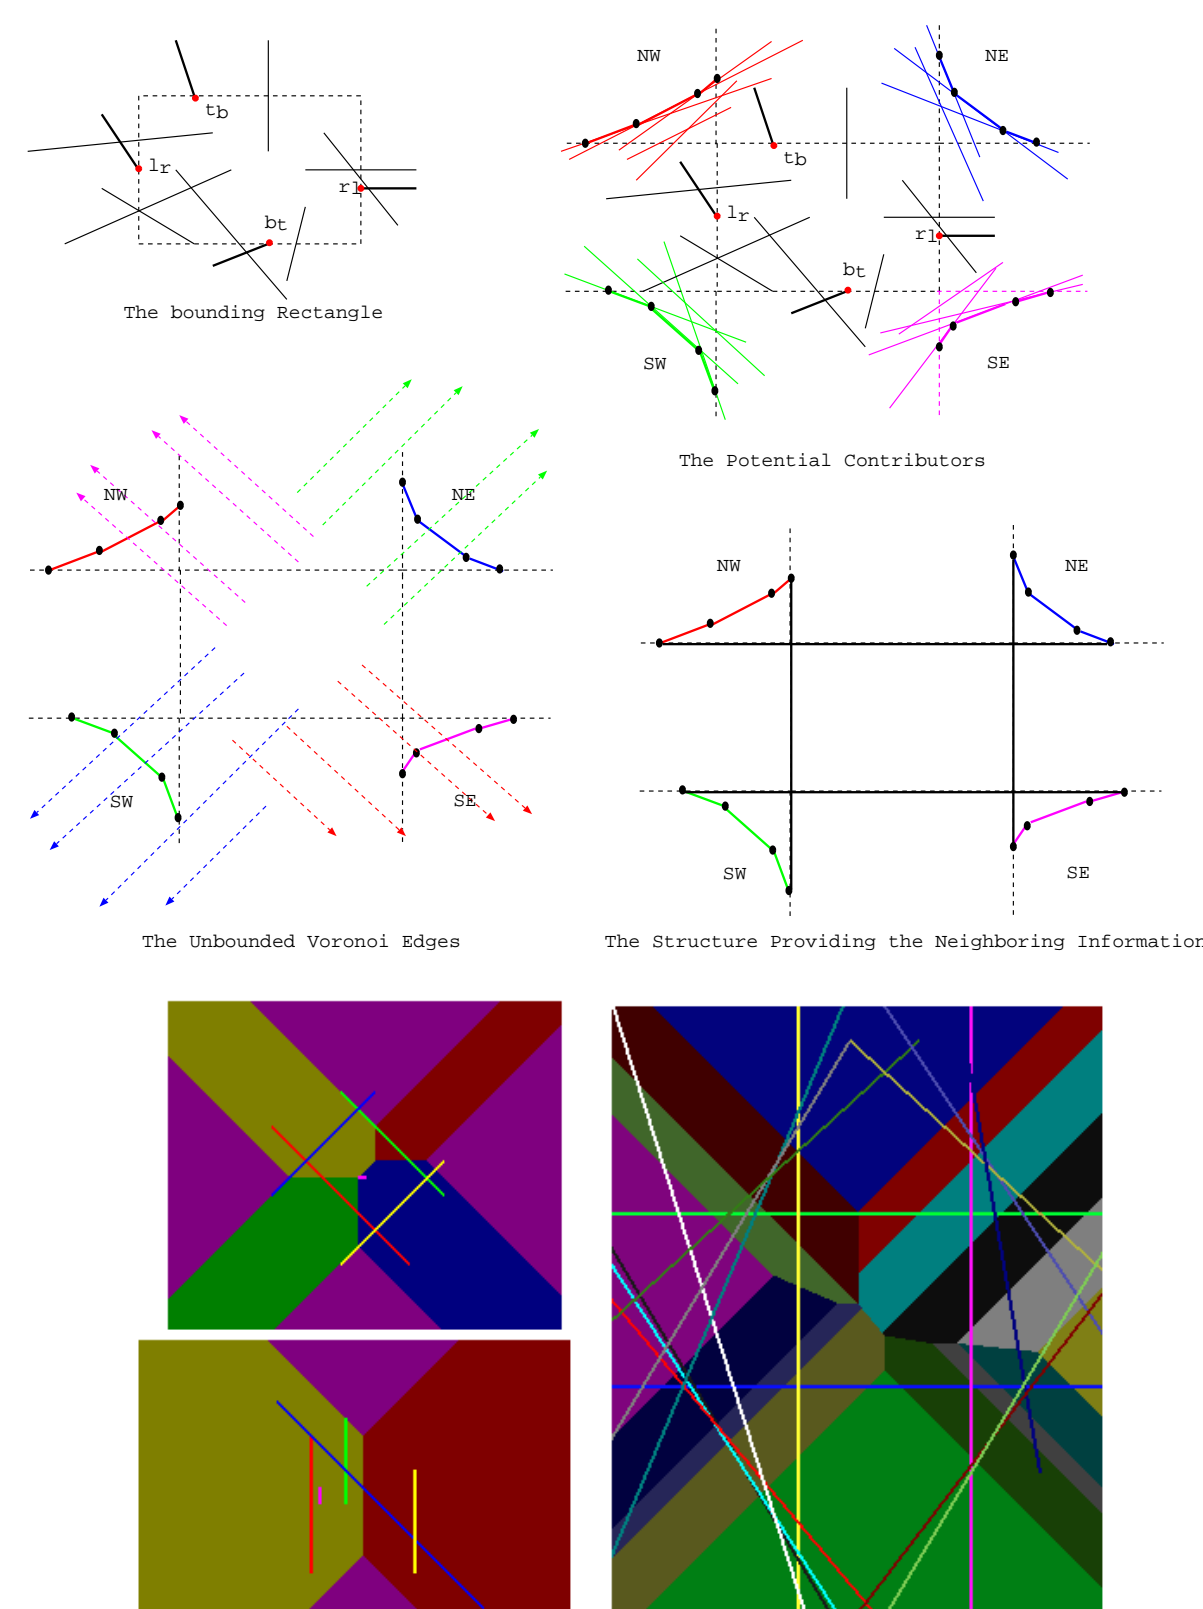 tb
lr
rl
bt
The bounding Rectangle
NW
NE
tb
lr
rl
bt
SW
SE
The Potential Contributors
NW
NE
SW
SE
The Unbounded Voronoi Edges
NW
NE
SW
SE
The Structure Providing the Neighboring Information